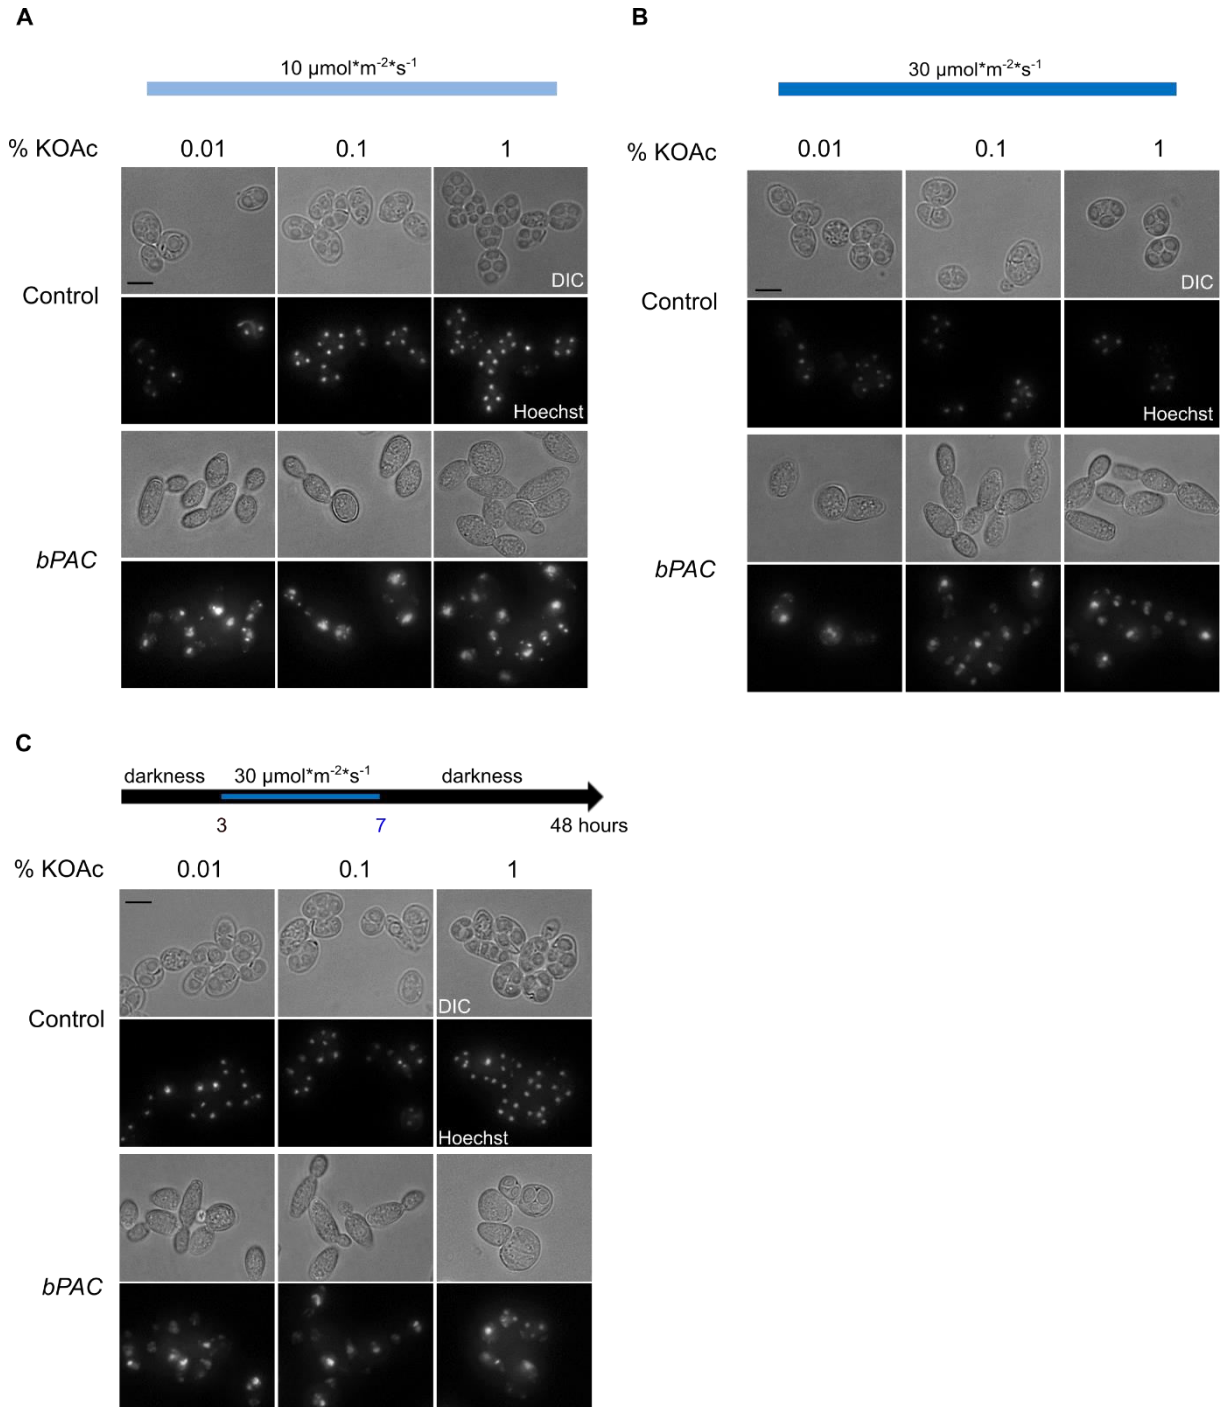 A
10 µmol*m-2*s-1
% KOAc 0.01 0.1 1
Control
DIC
Hoechst
bPAC
B
30 µmol*m-2*s-1
% KOAc 0.01 0.1 1
Control
DIC
Hoechst
bPAC
C
darkness 30 µmol*m-2*s-1 darkness
3 7 48 hours
% KOAc 0.01 0.1 1
DIC
Control
Hoechst
bPAC